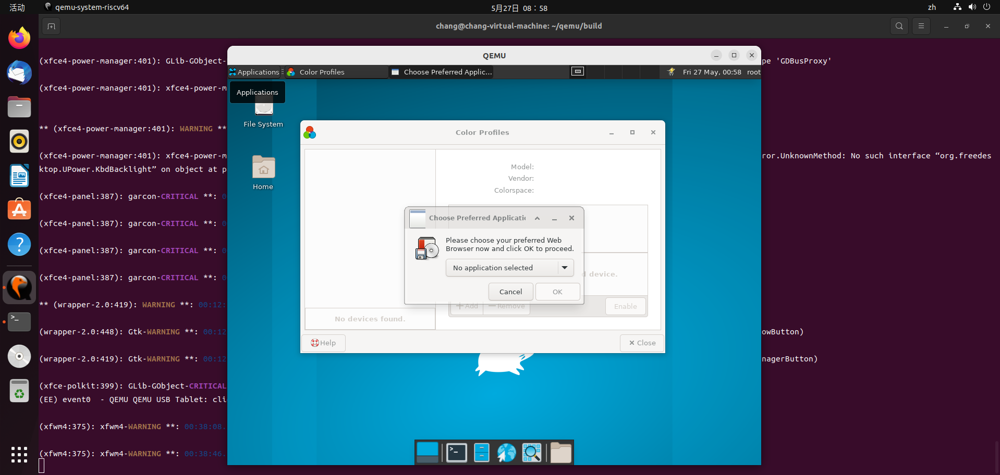 活动
qemu-system-riscv64
5月27日 08：58
zh
chang@chang-virtual-machine: ~/qemu/build
(xfce4-power-manager:401): GLib-GObject-
pe 'GDBusProxy'
(xfce4-power-manager:401): xfce4-power-m
** (xfce4-power-manager:401): WARNING **
(xfce4-power-manager:401): xfce4-power-m
ror.UnknownMethod: No such interface “org.freedes
ktop.UPower.KbdBacklight” on object at p
(xfce4-panel:387): garcon-CRITICAL **: 0
(xfce4-panel:387): garcon-CRITICAL **: 0
(xfce4-panel:387): garcon-CRITICAL **: 0
(xfce4-panel:387): garcon-CRITICAL **: 0
** (wrapper-2.0:419): WARNING **: 00:12:
(wrapper-2.0:448): Gtk-WARNING **: 00:12
owButton)
(wrapper-2.0:419): Gtk-WARNING **: 00:12
nagerButton)
(xfce-polkit:399): GLib-GObject-CRITICAL
(EE) event0  - QEMU QEMU USB Tablet: cli
(xfwm4:375): xfwm4-WARNING **: 00:38:08.
(xfwm4:375): xfwm4-WARNING **: 00:38:46.
QEMU
Applications
Color Profiles
Choose Preferred Applic...
Fri 27 May, 00:58
root
Applications
File System
Home
Color Profiles
Model:
Vendor:
Colorspace:
Choose Preferred Applicatio
Please choose your preferred Web
Browser now and click OK to proceed.
No application selected
d device.
Cancel
OK
Add
Remove
Enable
No devices found.
Help
Close